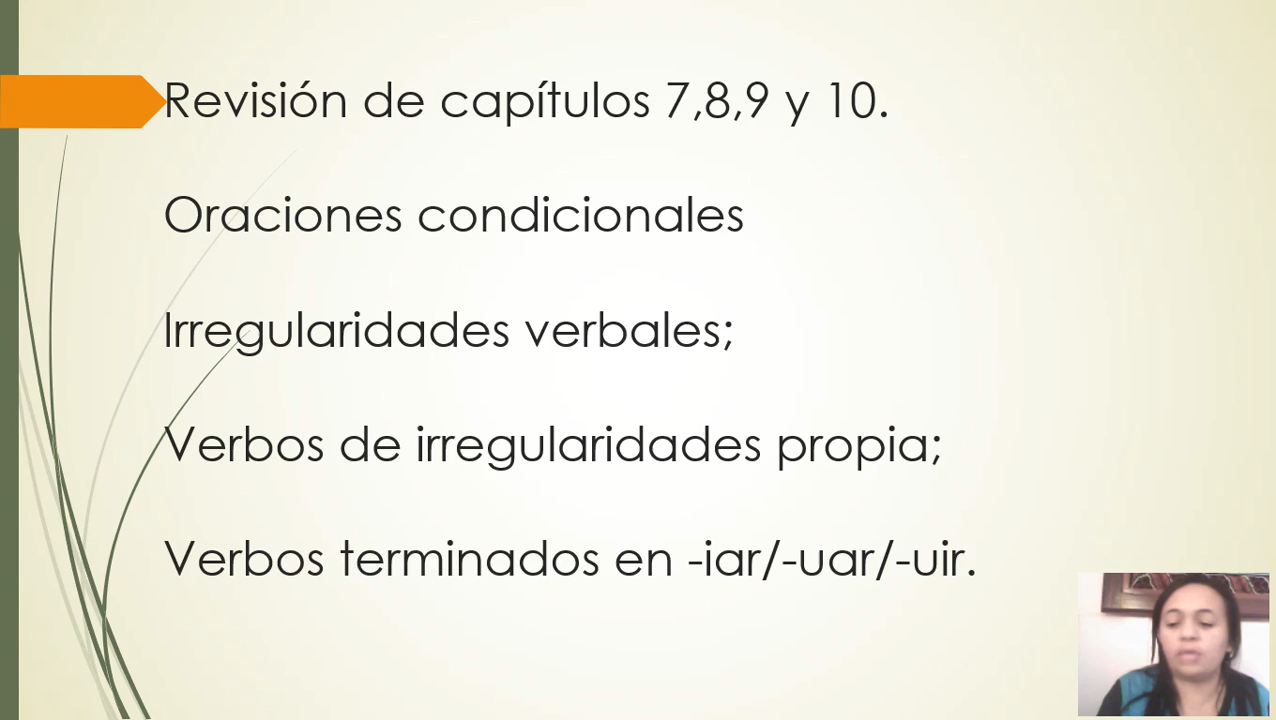 Revisión de capítulos 7,8,9 y 10.
Oraciones condicionales
Irregularidades verbales;
Verbos de irregularidades propia;
Verbos terminados en -iar/-uar/-uir.